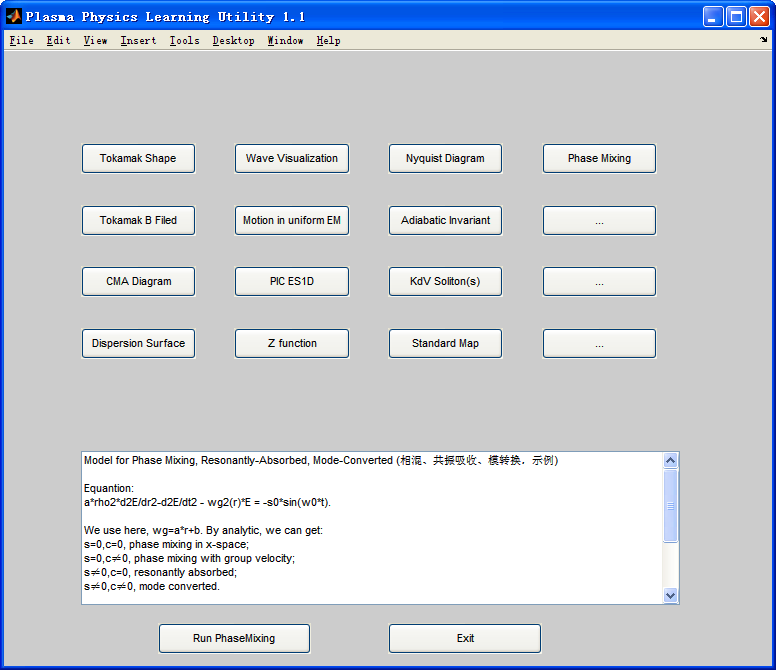 Plasma Physics Learning Utility 1.1
File Edit View Insert Tools Desktop Window Help
Tokamak Shape Wave Visualization Nyquist Diagram Phase Mixing
Tokamak B Filed Motion in uniform EM Adiabatic Invariant ...
CMA Diagram PIC ES1D KdV Soliton(s) ...
Dispersion Surface Z function Standard Map ...
Model for Phase Mixing, Resonantly-Absorbed, Mode-Converted (相混、共振吸收、模转换．示例)
Equantion:
a*rho2*d2E/dr2-d2E/dt2 - wg2(r)*E = -s0*sin(w0*t).
We use here, wg=a*r+b. By analytic, we can get:
s=0,c=0, phase mixing in x-space;
s=0,c≠0, phase mixing with group velocity;
s≠0,c=0, resonantly absorbed;
s≠0,c≠0, mode converted.
Run PhaseMixing Exit